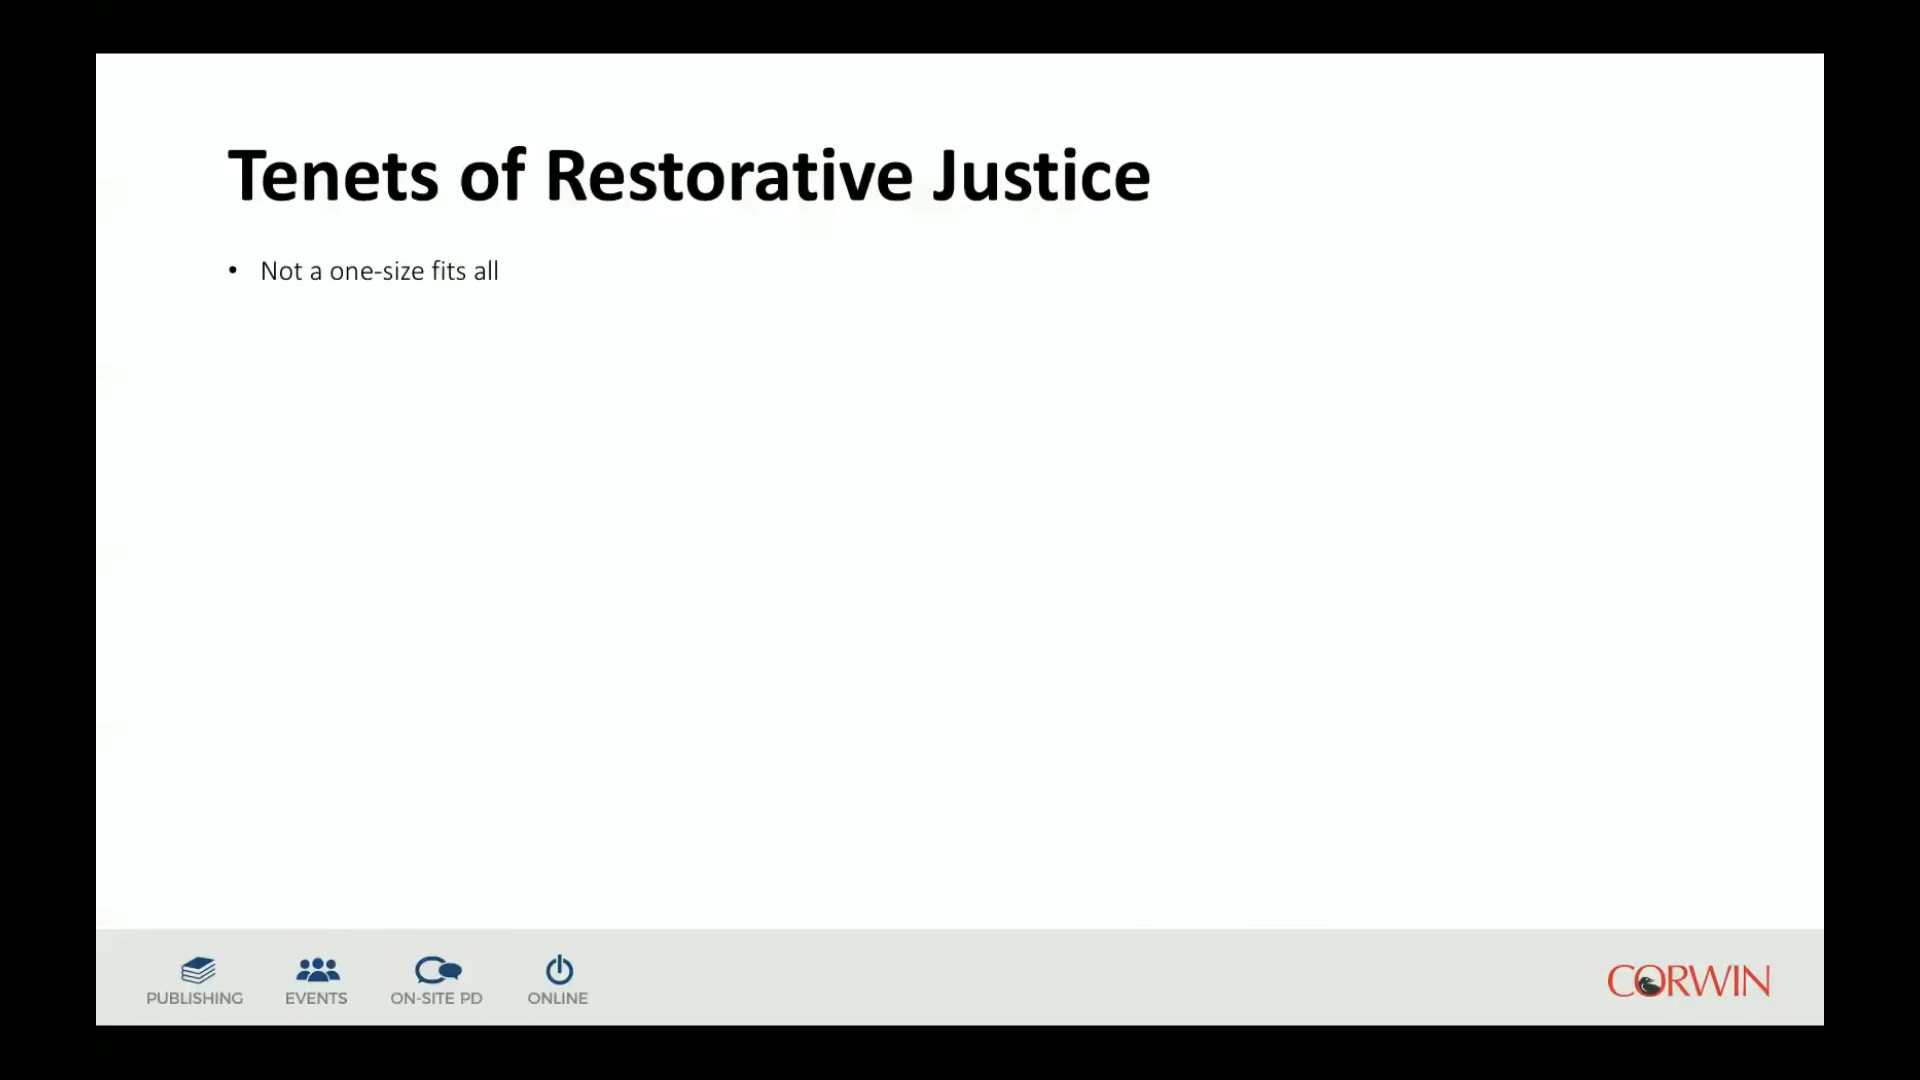 Tenets of Restorative Justice
• Not a one-size fits all
PUBLISHING EVENTS ON-SITE PD ONLINE
CORWIN